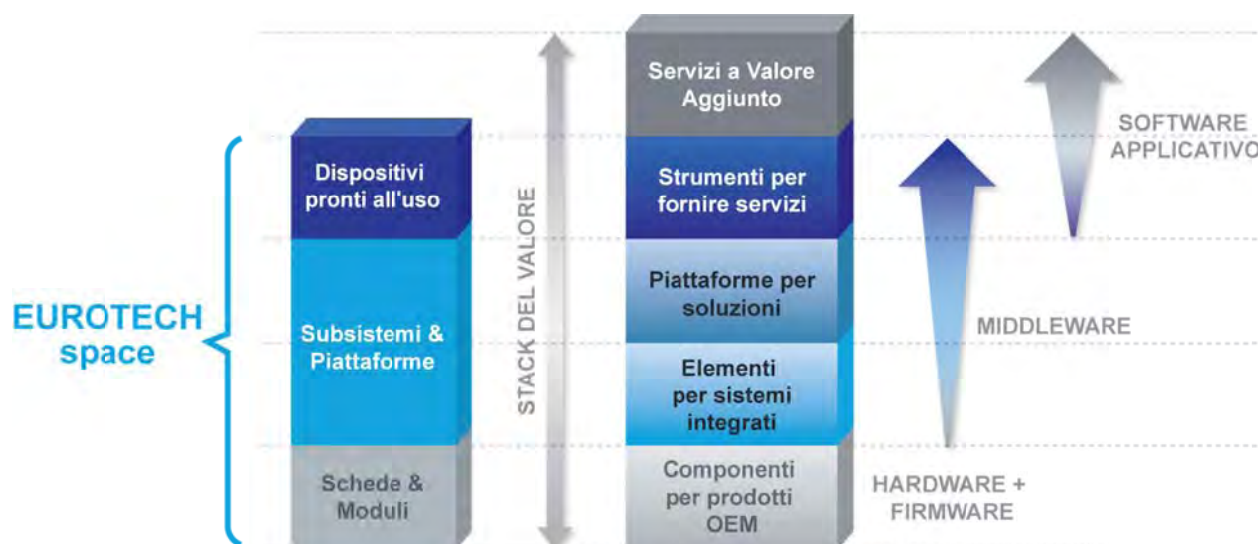 EUROTECH
space
Dispositivi
pronti all'uso
Subsistemi &
Piattaforme
Schede &
Moduli
STACK DEL VALORE
Servizi a Valore
Aggiunto
Strumenti per
fornire servizi
Piattaforme per
soluzioni
Elementi
per sistemi
integrati
Componenti
per prodotti
OEM
SOFTWARE
APPLICATIVO
MIDDLEWARE
HARDWARE +
FIRMWARE